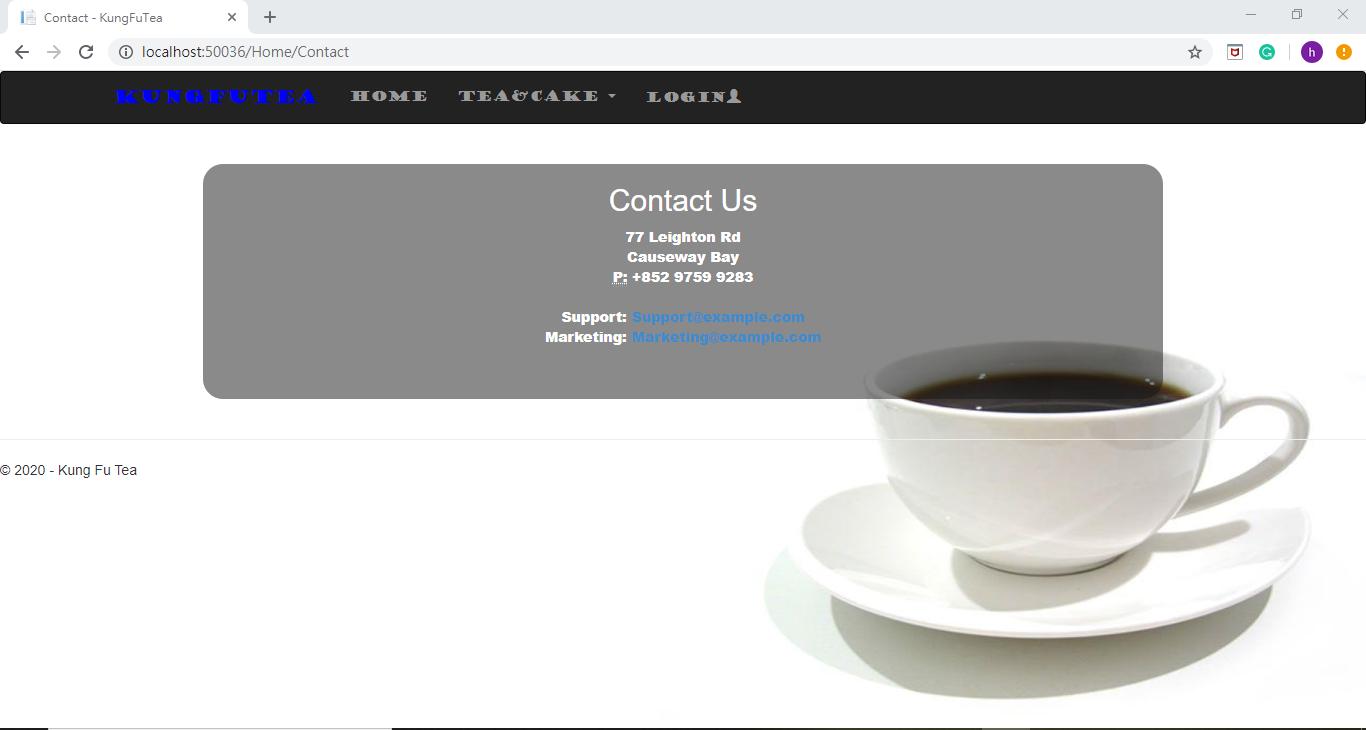 Contact - KungFuTea
localhost:50036/Home/Contact
h
KUNGFUTEA HOME TEA&CAKE LOGIN
Contact Us
77 Leighton Rd
Causeway Bay
P: +852 9759 9283
Support: Support@example.com
Marketing: Marketing@example.com
© 2020 - Kung Fu Tea